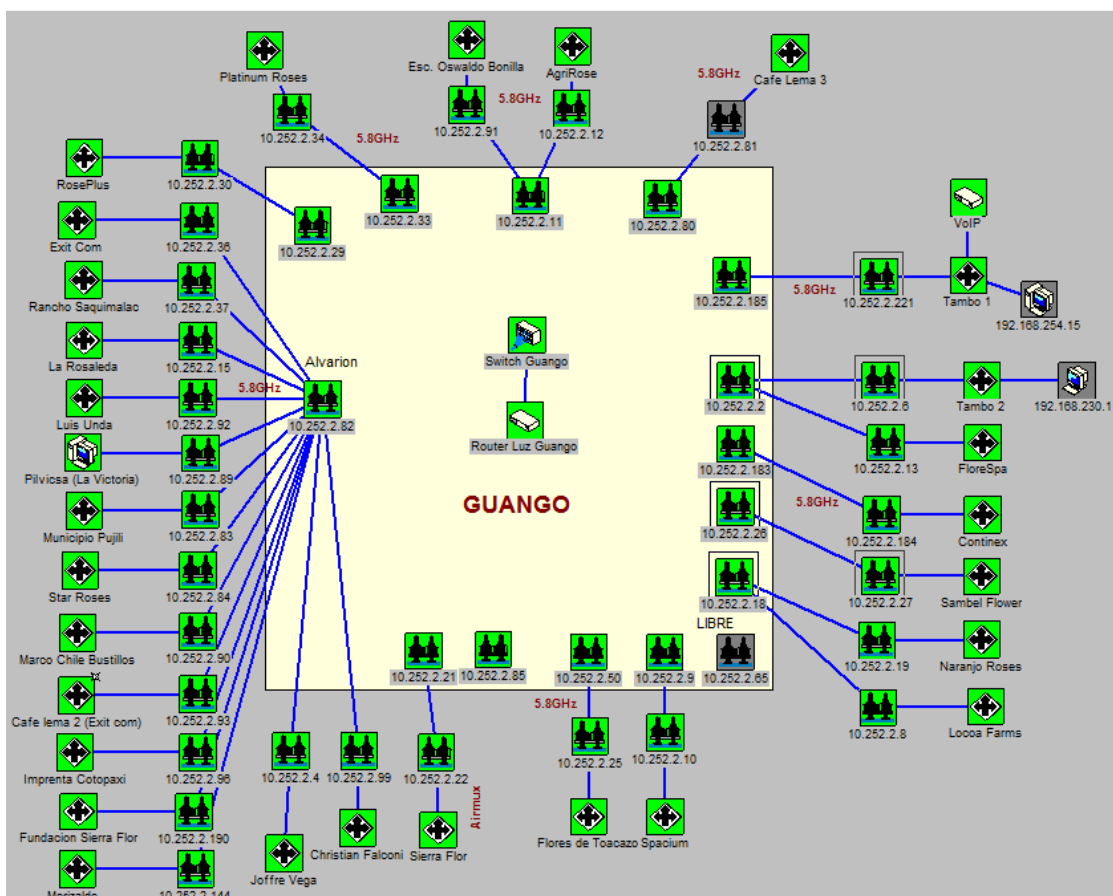 Platinum Roses
Esc. Oswaldo Bonilla
AgriRose
Cafe Lema 3
5.8GHz
5.8GHz
10.252.2.34
10.252.2.91
10.252.2.12
10.252.2.81
5.8GHz
RosePlus
10.252.2.30
10.252.2.33
10.252.2.11
10.252.2.80
VoIP
Exit Com
10.252.2.36
10.252.2.29
Rancho Saquimalac
10.252.2.37
10.252.2.185
5.8GHz
10.252.2.221
Tambo 1
192.168.254.15
La Rosaleda
10.252.2.15
Alvarion
Switch Guango
5.8GHz
Luis Unda
10.252.2.92
10.252.2.82
10.252.2.2
10.252.2.6
Tambo 2
192.168.230.1
Router Luz Guango
Pilvicsa (La Victoria)
10.252.2.89
10.252.2.183
10.252.2.13
FloreSpa
GUANGO
5.8GHz
Municipio Pujili
10.252.2.83
10.252.2.26
10.252.2.184
Continex
Star Roses
10.252.2.84
10.252.2.18
10.252.2.27
Sambel Flower
LIBRE
Marco Chile Bustillos
10.252.2.90
10.252.2.21
10.252.2.85
10.252.2.50
10.252.2.9
10.252.2.65
10.252.2.19
Naranjo Roses
5.8GHz
Cafe lema 2 (Exit com)
10.252.2.93
10.252.2.8
Locoa Farms
Imprenta Cotopaxi
10.252.2.96
10.252.2.4
10.252.2.99
10.252.2.22
10.252.2.25
10.252.2.10
Airmux
Fundacion Sierra Flor
10.252.2.190
Joffre Vega
Christian Falconi
Sierra Flor
Flores de Toacazo
Spacium
10.252.2.144